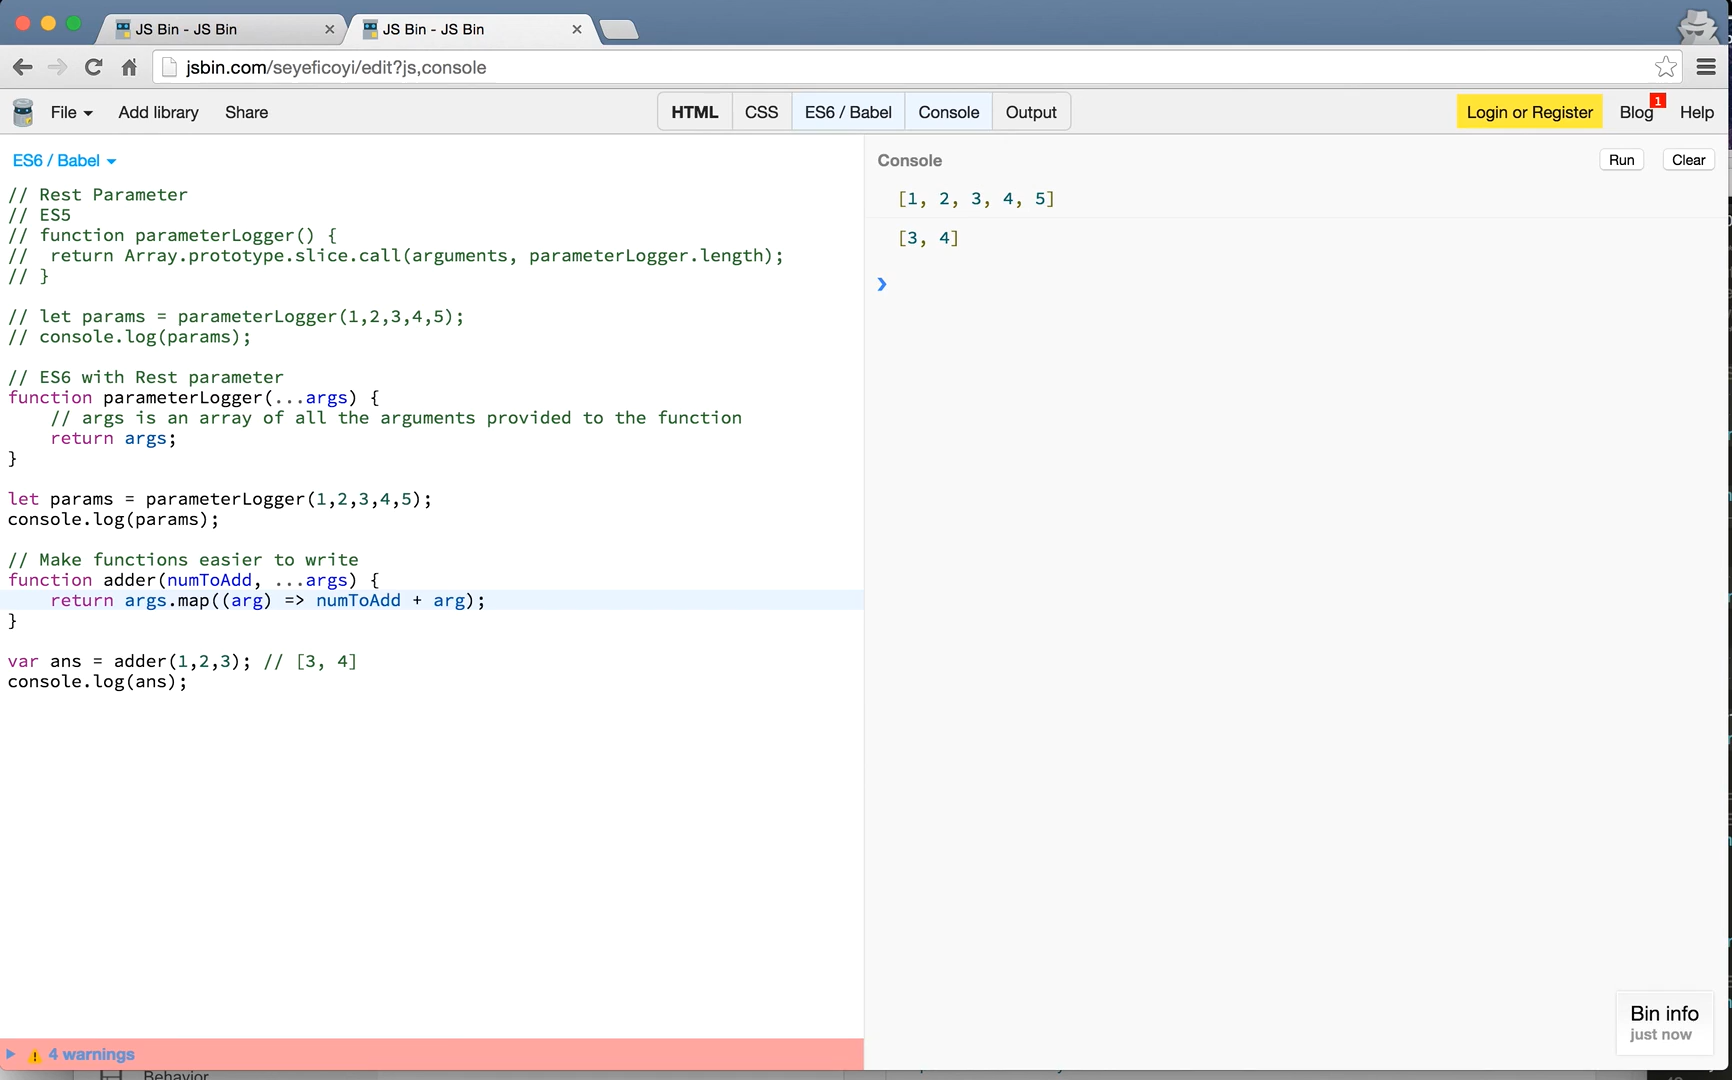 JS Bin - JS Bin
JS Bin - JS Bin
jsbin.com/seyeficoyi/edit?js,console
File Add library Share HTML CSS ES6 / Babel Console Output Login or Register Blog 1 Help
ES6 / Babel
// Rest Parameter
// ES5
// function parameterLogger() {
//  return Array.prototype.slice.call(arguments, parameterLogger.length);
// }
// let params = parameterLogger(1,2,3,4,5);
// console.log(params);
// ES6 with Rest parameter
function parameterLogger(...args) {
    // args is an array of all the arguments provided to the function
    return args;
}
let params = parameterLogger(1,2,3,4,5);
console.log(params);
// Make functions easier to write
function adder(numToAdd, ...args) {
    return args.map((arg) => numToAdd + arg);
}
var ans = adder(1,2,3); // [3, 4]
console.log(ans);
4 warnings
Console Run Clear
[1, 2, 3, 4, 5]
[3, 4]
Bin info
just now
Behavior